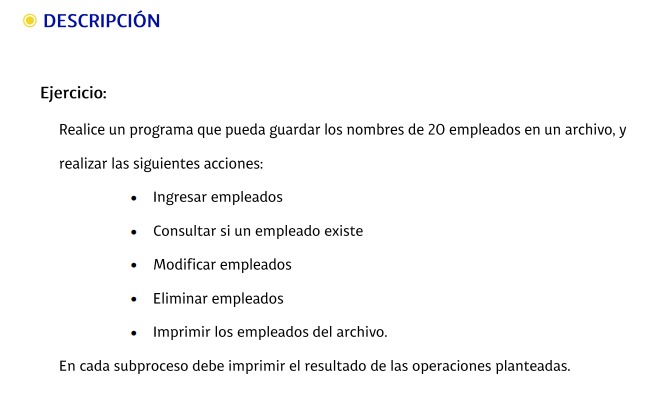 DESCRIPCIÓN
Ejercicio:
Realice un programa que pueda guardar los nombres de 20 empleados en un archivo, y
realizar las siguientes acciones:
• Ingresar empleados
• Consultar si un empleado existe
• Modificar empleados
• Eliminar empleados
• Imprimir los empleados del archivo.
En cada subproceso debe imprimir el resultado de las operaciones planteadas.